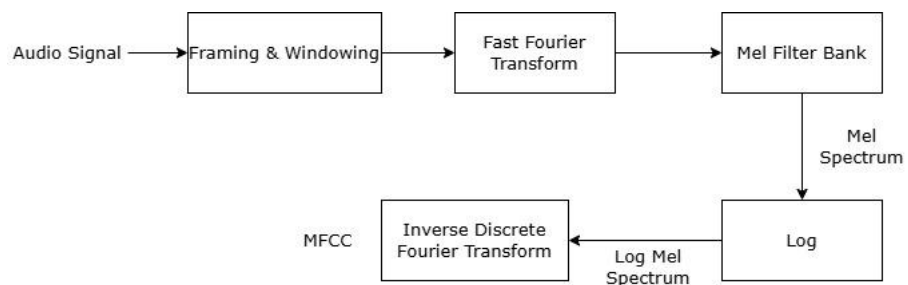 Audio Signal
Framing & Windowing
Fast Fourier
Transform
Mel Filter Bank
Mel
Spectrum
Log
Log Mel
Spectrum
Inverse Discrete
Fourier Transform
MFCC